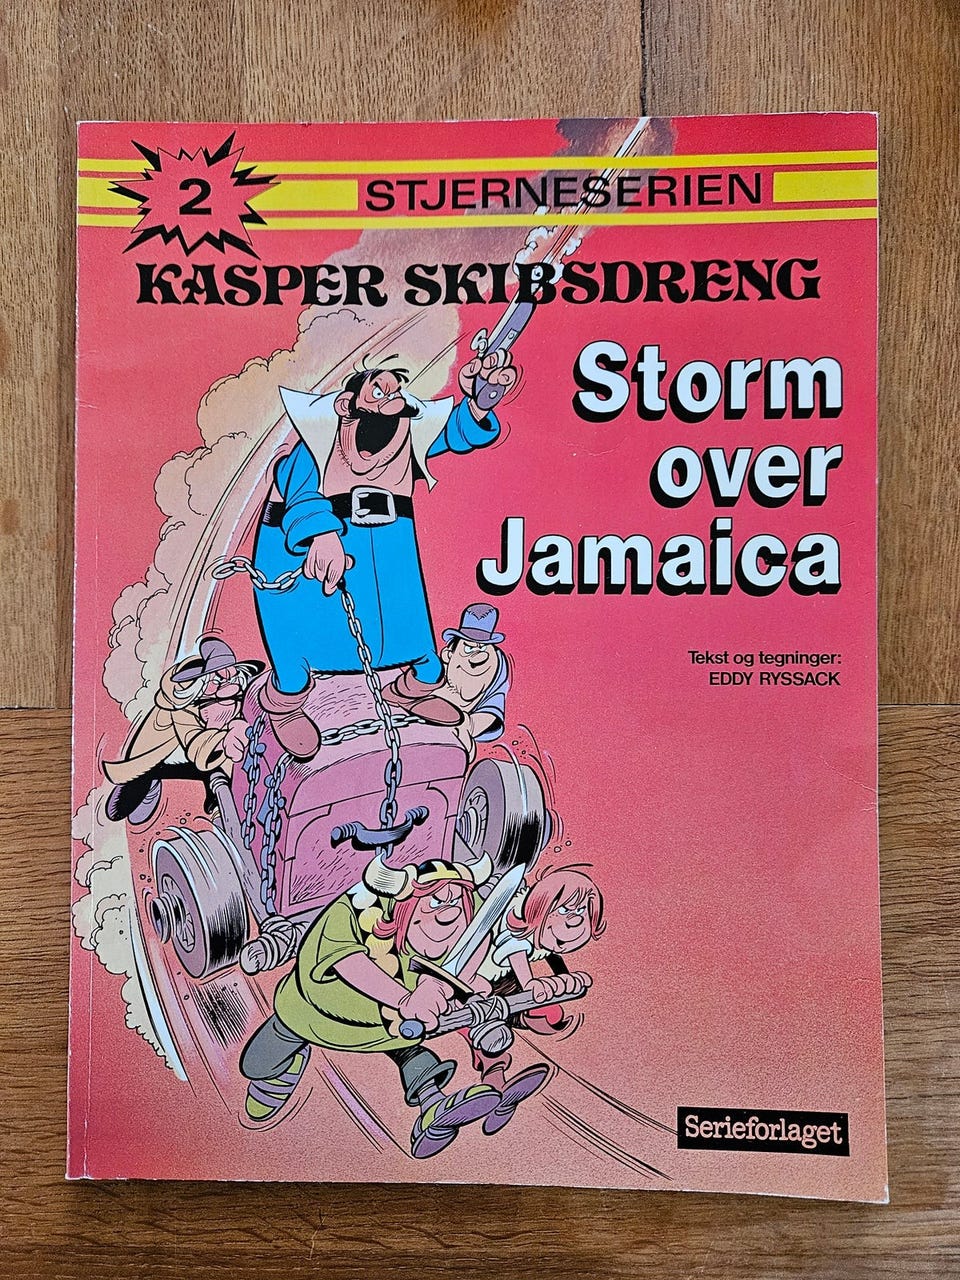 2
STJERNESERIEN
KASPER SKIBSDRENG
Storm
over
Jamaica
Tekst og tegninger:
EDDY RYSSACK
Serieforlaget